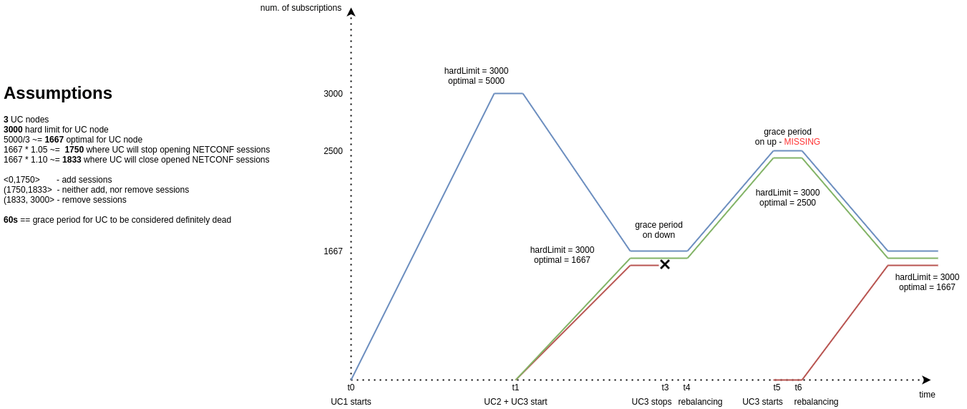 num. of subscriptions
Assumptions
3 UC nodes
3000 hard limit for UC node
5000/3 ~= 1667 optimal for UC node
1667 * 1.05 ~= 1750 where UC will stop opening NETCONF sessions
1667 * 1.10 ~= 1833 where UC will close opened NETCONF sessions
<0,1750> - add sessions
(1750,1833> - neither add, nor remove sessions
(1833, 3000> - remove sessions
60s == grace period for UC to be considered definitely dead
3000
2500
1667
hardLimit = 3000
optimal = 5000
hardLimit = 3000
optimal = 1667
grace period
on down
grace period
on up - MISSING
hardLimit = 3000
optimal = 2500
hardLimit = 3000
optimal = 1667
t0
t1
t3
t4
t5
t6
time
UC1 starts
UC2 + UC3 start
UC3 stops
rebalancing
UC3 starts
rebalancing